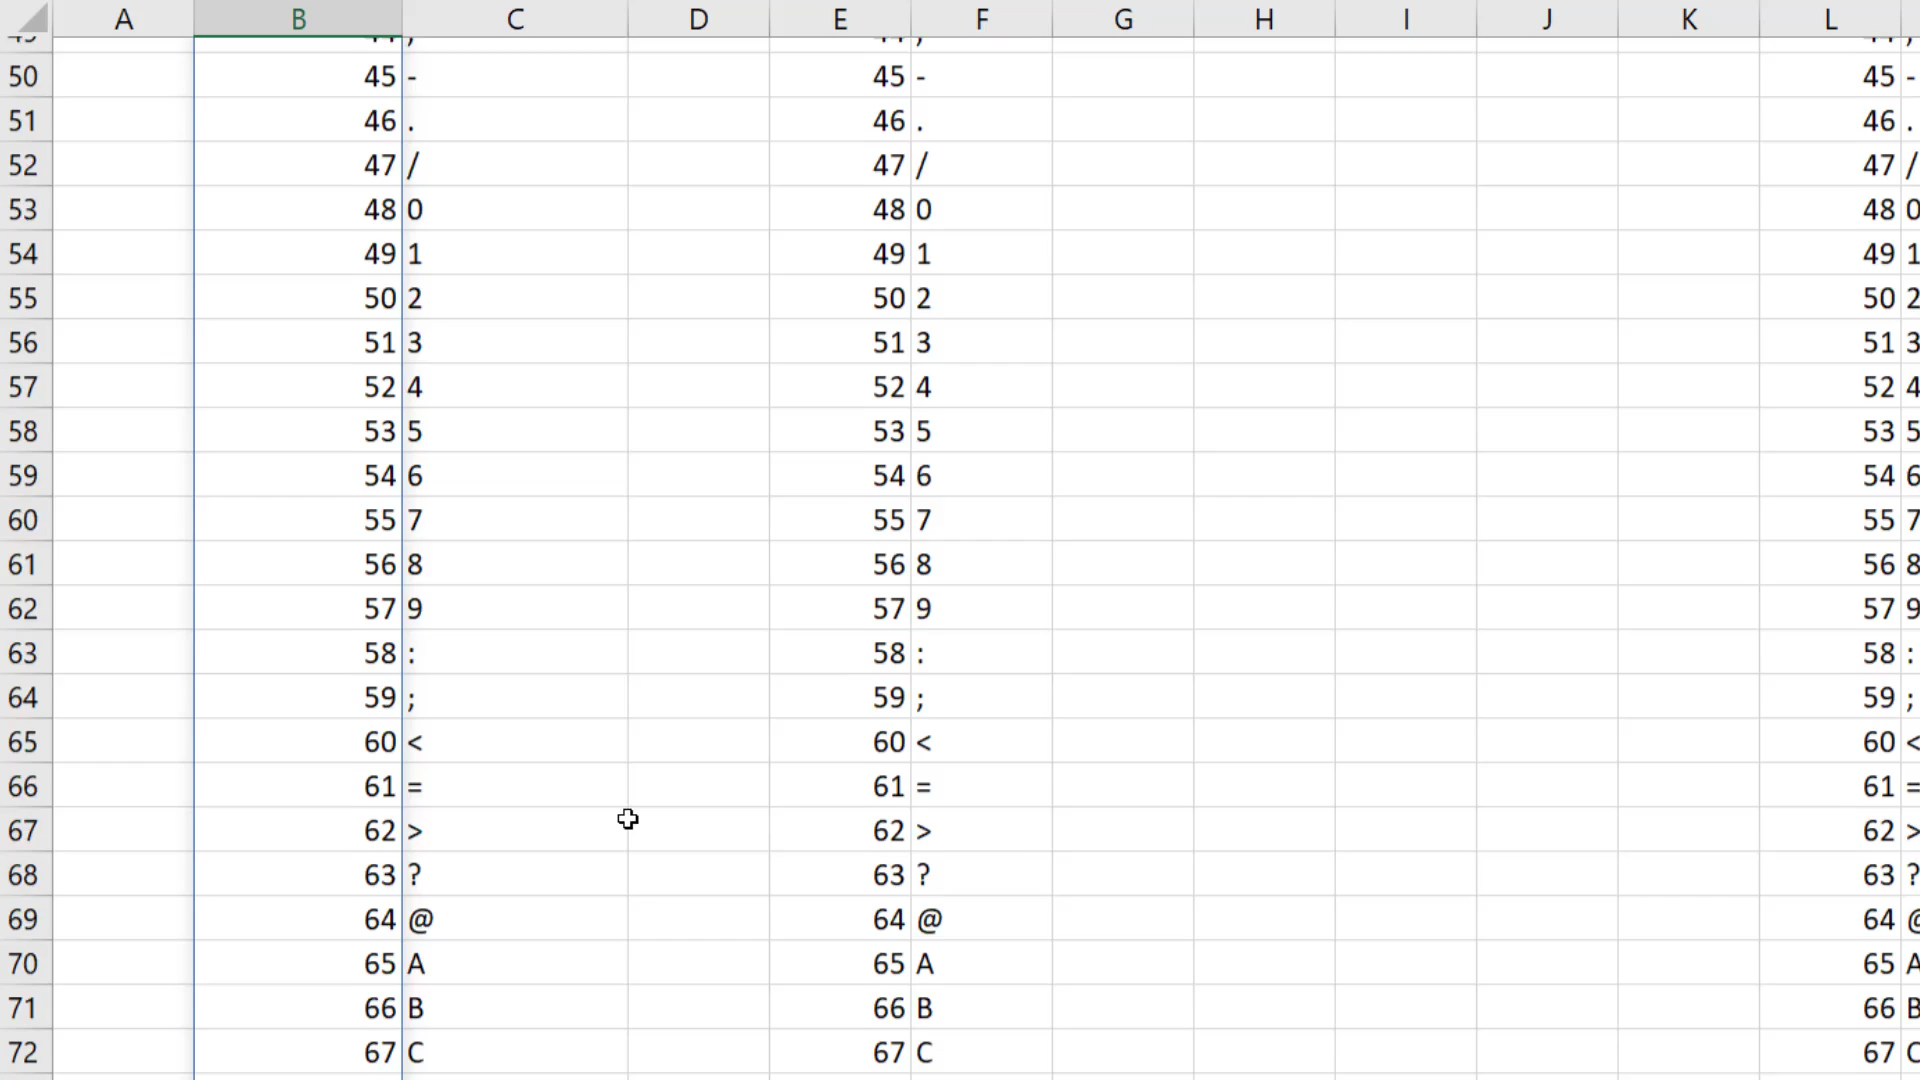 A B C D E F G H I J K L
50 45 - 45 - 45 -
51 46 . 46 . 46 .
52 47 / 47 / 47 /
53 48 0 48 0 48 0
54 49 1 49 1 49 1
55 50 2 50 2 50 2
56 51 3 51 3 51 3
57 52 4 52 4 52 4
58 53 5 53 5 53 5
59 54 6 54 6 54 6
60 55 7 55 7 55 7
61 56 8 56 8 56 8
62 57 9 57 9 57 9
63 58 : 58 : 58 :
64 59 ; 59 ; 59 ;
65 60 < 60 < 60 <
66 61 = 61 = 61 =
67 62 > 62 > 62 >
68 63 ? 63 ? 63 ?
69 64 @ 64 @ 64 @
70 65 A 65 A 65 A
71 66 B 66 B 66 B
72 67 C 67 C 67 C